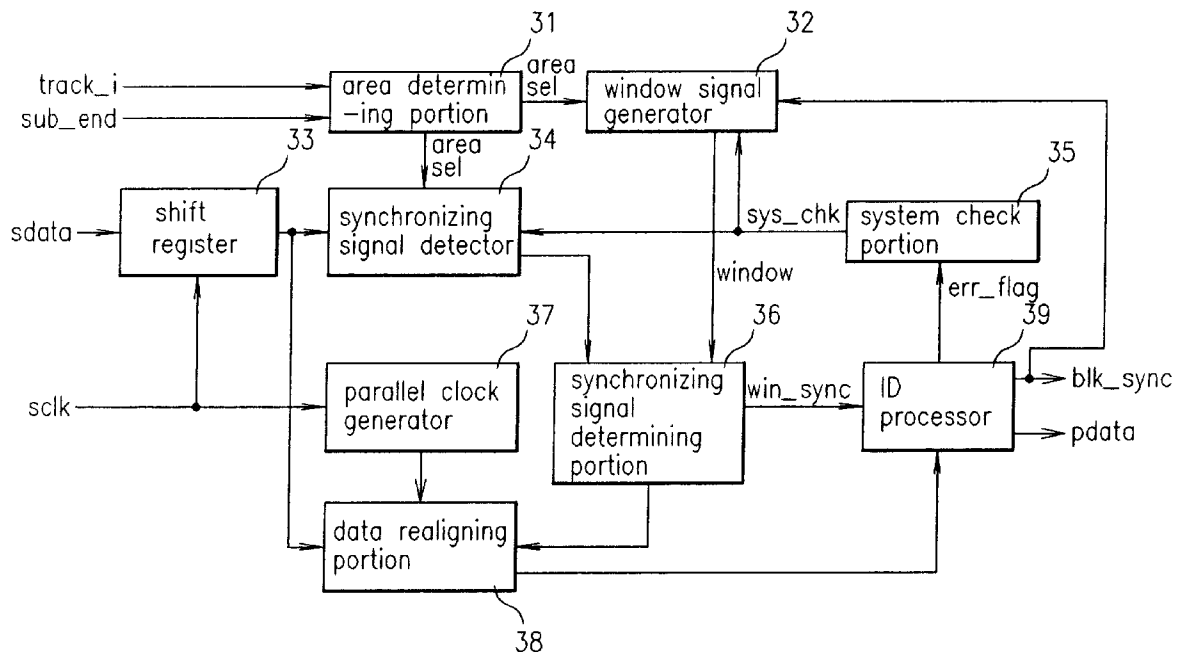 31
32
track_i
sub_end
area determin
-ing portion
area
sel
window signal
generator
33
area
sel
34
35
sdata
shift
register
synchronizing
signal detector
sys_chk
system check
portion
window
err_flag
37
36
39
sclk
parallel clock
generator
synchronizing
signal
determining
portion
win_sync
ID
processor
blk_sync
pdata
data realigning
portion
38